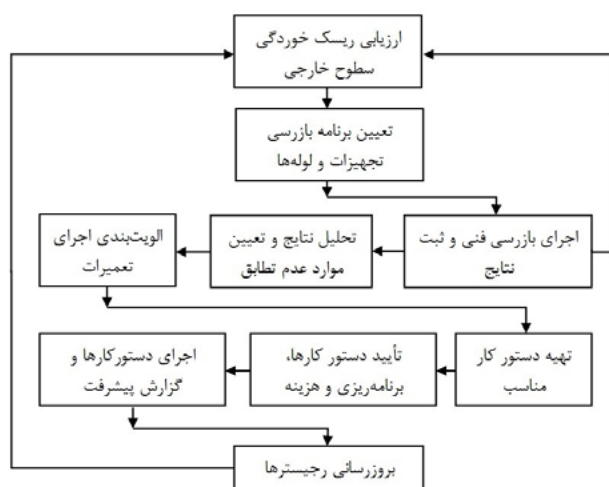 ارزیابی ریسک خوردگی
سطوح خارجی
تعیین برنامه بازرسی
تجهیزات و لوله‌ها
اجرای بازرسی فنی و ثبت
نتایج
تحلیل نتایج و تعیین
موارد عدم تطابق
الویت‌بندی اجرای
تعمیرات
تهیه دستور کار
مناسب
تأیید دستور کارها،
برنامه‌ریزی و هزینه
اجرای دستورکارها و
گزارش پیشرفت
بروزرسانی رجیسترها